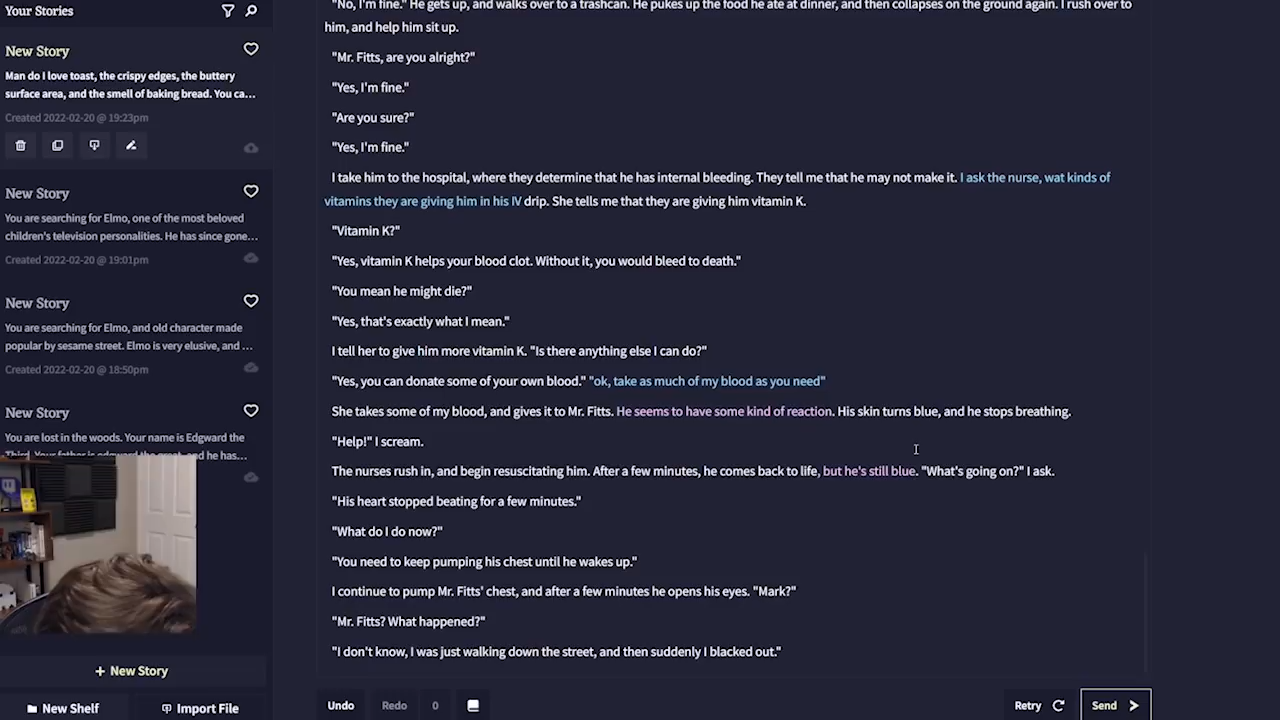 Your Stories
New Story
Man do I love toast, the crispy edges, the buttery
surface area, and the smell of baking bread. You ca...
Created 2022-02-20 @ 19:23pm
New Story
You are searching for Elmo, one of the most beloved
children's television personalities. He has since gone...
Created 2022-02-20 @ 19:01pm
New Story
You are searching for Elmo, and old character made
popular by sesame street. Elmo is very elusive, and ...
Created 2022-02-20 @ 18:50pm
New Story
You are lost in the woods. Your name is Edgward the
Third. Your father is edgward the great, and he has...
+ New Story
New Shelf
Import File
"No, I'm fine." He gets up, and walks over to a trashcan. He pukes up the food he ate at dinner, and then collapses on the ground again. I rush over to
him, and help him sit up.
"Mr. Fitts, are you alright?"
"Yes, I'm fine."
"Are you sure?"
"Yes, I'm fine."
I take him to the hospital, where they determine that he has internal bleeding. They tell me that he may not make it. I ask the nurse, wat kinds of
vitamins they are giving him in his IV drip. She tells me that they are giving him vitamin K.
"Vitamin K?"
"Yes, vitamin K helps your blood clot. Without it, you would bleed to death."
"You mean he might die?"
"Yes, that's exactly what I mean."
I tell her to give him more vitamin K. "Is there anything else I can do?"
"Yes, you can donate some of your own blood." "ok, take as much of my blood as you need"
She takes some of my blood, and gives it to Mr. Fitts. He seems to have some kind of reaction. His skin turns blue, and he stops breathing.
"Help!" I scream.
The nurses rush in, and begin resuscitating him. After a few minutes, he comes back to life, but he's still blue. "What's going on?" I ask.
"His heart stopped beating for a few minutes."
"What do I do now?"
"You need to keep pumping his chest until he wakes up."
I continue to pump Mr. Fitts' chest, and after a few minutes he opens his eyes. "Mark?"
"Mr. Fitts? What happened?"
"I don't know, I was just walking down the street, and then suddenly I blacked out."
Undo
Redo
0
Retry
Send